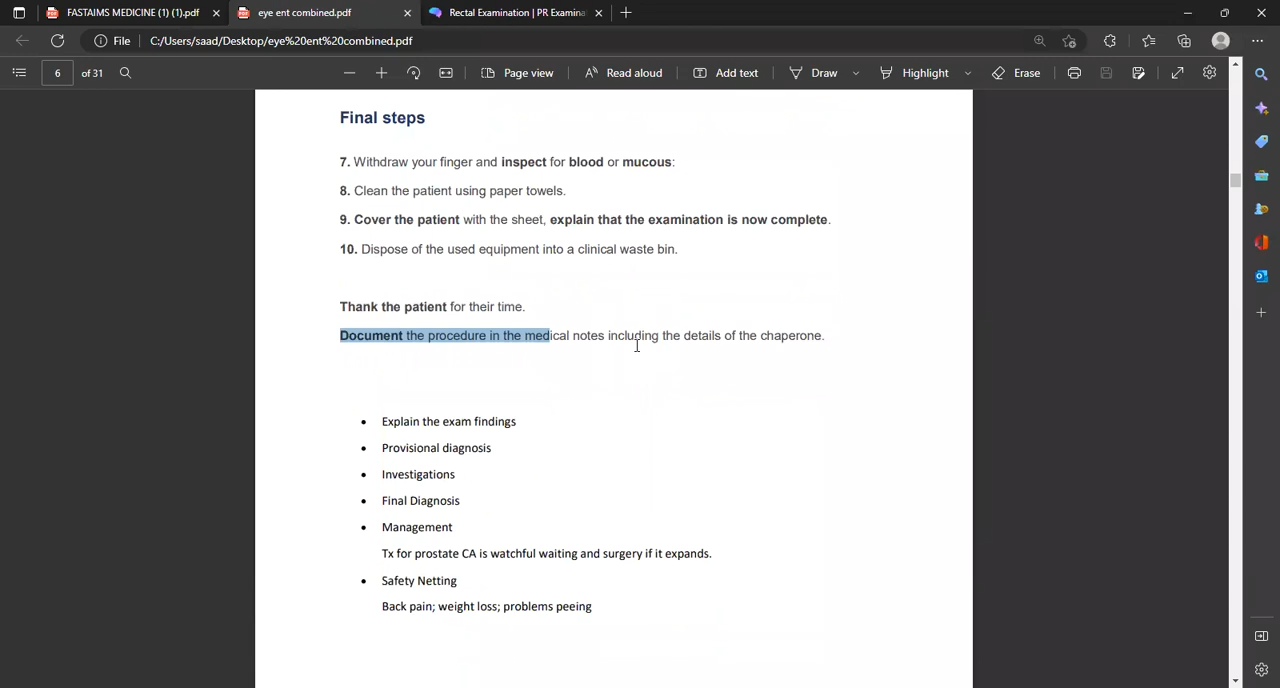 FASTAIMS MEDICINE (1) (1).pdf
eye ent combined.pdf
Rectal Examination | PR Examina
File C:/Users/saad/Desktop/eye%20ent%20combined.pdf
6 of 31
Page view
Read aloud
Add text
Draw
Highlight
Erase
Final steps
7. Withdraw your finger and inspect for blood or mucous:
8. Clean the patient using paper towels.
9. Cover the patient with the sheet, explain that the examination is now complete.
10. Dispose of the used equipment into a clinical waste bin.
Thank the patient for their time.
Document the procedure in the medical notes including the details of the chaperone.
• Explain the exam findings
• Provisional diagnosis
• Investigations
• Final Diagnosis
• Management
Tx for prostate CA is watchful waiting and surgery if it expands.
• Safety Netting
Back pain; weight loss; problems peeing